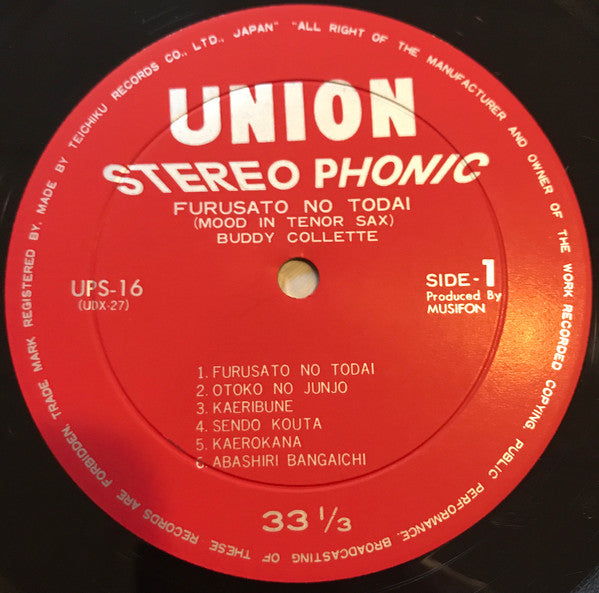 TRADE MARK REGISTERED BY, MADE BY TEICHIKU RECORDS CO., LTD., JAPAN" "ALL RIGHT OF THE MANUFACTURER AND OWNER OF THE WORK RECORDED COPYING, PUBLIC PERFORMANCE, BROADCASTING OF THESE RECORDS ARE FORBIDDEN,
UNION
STEREO PHONIC
FURUSATO NO TODAI
(MOOD IN TENOR SAX)
BUDDY COLLETTE
UPS-16
(UDX-27)
SIDE-1
Produced By
MUSIFON
1. FURUSATO NO TODAI
2. OTOKO NO JUNJO
3. KAERIBUNE
4. SENDO KOUTA
5. KAEROKANA
6. ABASHIRI BANGAICHI
33 1/3